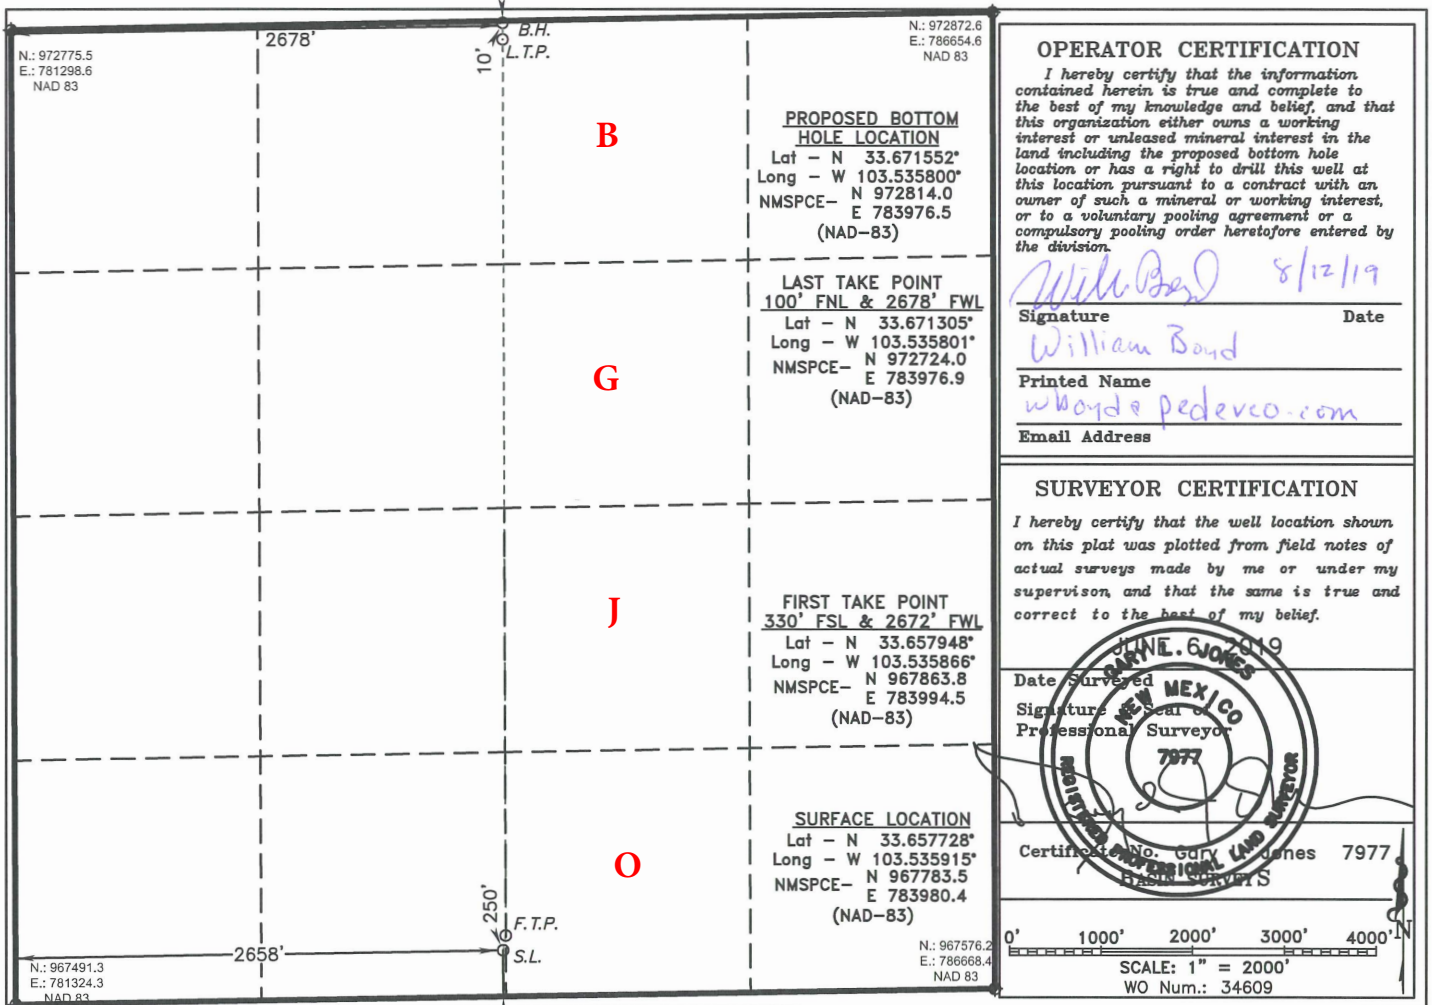 N.: 972775.5
E.: 781298.6
NAD 83
2678'
10'
B.H.
L.T.P.
N.: 972872.6
E.: 786654.6
NAD 83
B
PROPOSED BOTTOM
HOLE LOCATION
Lat - N 33.671552°
Long - W 103.535800°
NMSPCE- N 972814.0
E 783976.5
(NAD-83)
LAST TAKE POINT
100' FNL & 2678' FWL
Lat - N 33.671305°
Long - W 103.535801°
NMSPCE- N 972724.0
E 783976.9
(NAD-83)
G
J
FIRST TAKE POINT
330' FSL & 2672' FWL
Lat - N 33.657948°
Long - W 103.535866°
NMSPCE- N 967863.8
E 783994.5
(NAD-83)
SURFACE LOCATION
Lat - N 33.657728°
Long - W 103.535915°
NMSPCE- N 967783.5
E 783980.4
(NAD-83)
O
250'
F.T.P.
S.L.
2658'
N.: 967491.3
E.: 781324.3
NAD 83
N.: 967576.2
E.: 786668.4
NAD 83
OPERATOR CERTIFICATION
I hereby certify that the information
contained herein is true and complete to
the best of my knowledge and belief, and that
this organization either owns a working
interest or unleased mineral interest in the
land including the proposed bottom hole
location or has a right to drill this well at
this location pursuant to a contract with an
owner of such a mineral or working interest,
or to a voluntary pooling agreement or a
compulsory pooling order heretofore entered by
the division.
8/12/19
Signature Date
William Boyd
Printed Name
wboyd@pedevco.com
Email Address
SURVEYOR CERTIFICATION
I hereby certify that the well location shown
on this plat was plotted from field notes of
actual surveys made by me or under my
supervison, and that the same is true and
correct to the best of my belief.
JUNE 6, 2019
Date Surveyed
Signature & Seal of
Professional Surveyor
GARY L. JONES
NEW MEXICO
7977
REGISTERED PROFESSIONAL LAND SURVEYOR
Certificate No. Gary L. Jones 7977
BASIN SURVEYS
N
0' 1000' 2000' 3000' 4000'
SCALE: 1" = 2000'
WO Num.: 34609